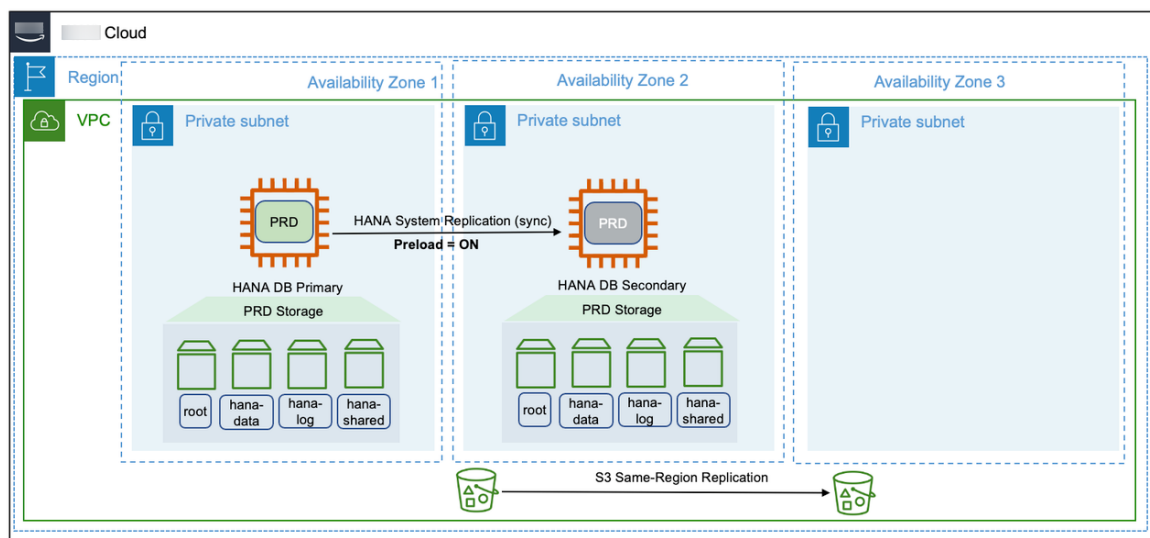 Cloud
Region
Availability Zone 1
Availability Zone 2
Availability Zone 3
VPC
Private subnet
Private subnet
Private subnet
PRD
HANA System Replication (sync)
Preload = ON
PRD
HANA DB Primary
HANA DB Secondary
PRD Storage
PRD Storage
root
hana-
data
hana-
log
hana-
shared
root
hana-
data
hana-
log
hana-
shared
S3 Same-Region Replication